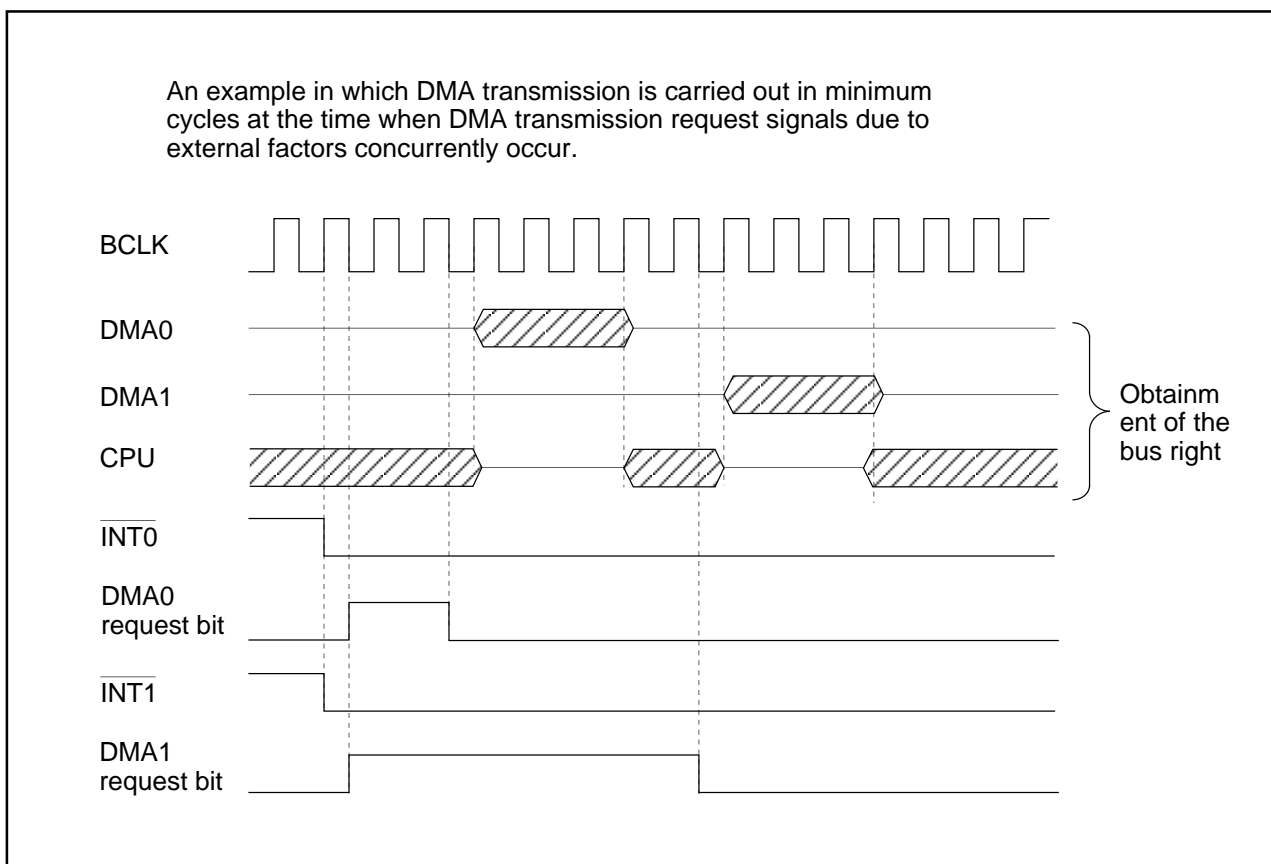 An example in which DMA transmission is carried out in minimum
cycles at the time when DMA transmission request signals due to
external factors concurrently occur.
BCLK
DMA0
DMA1
CPU
Obtainm
ent of the
bus right
INT0
DMA0
request bit
INT1
DMA1
request bit